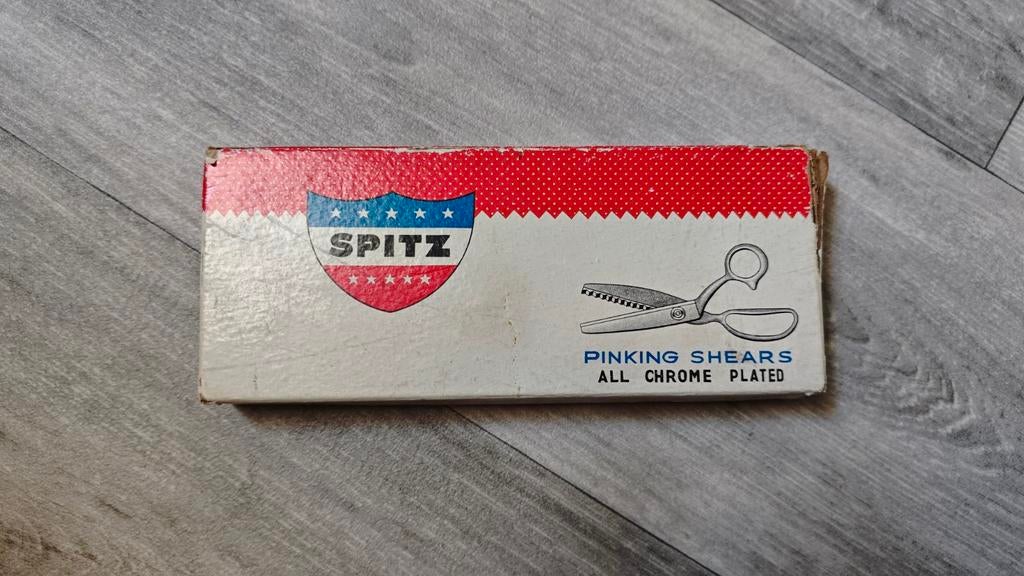 SPITZ
PINKING SHEARS
ALL CHROME PLATED